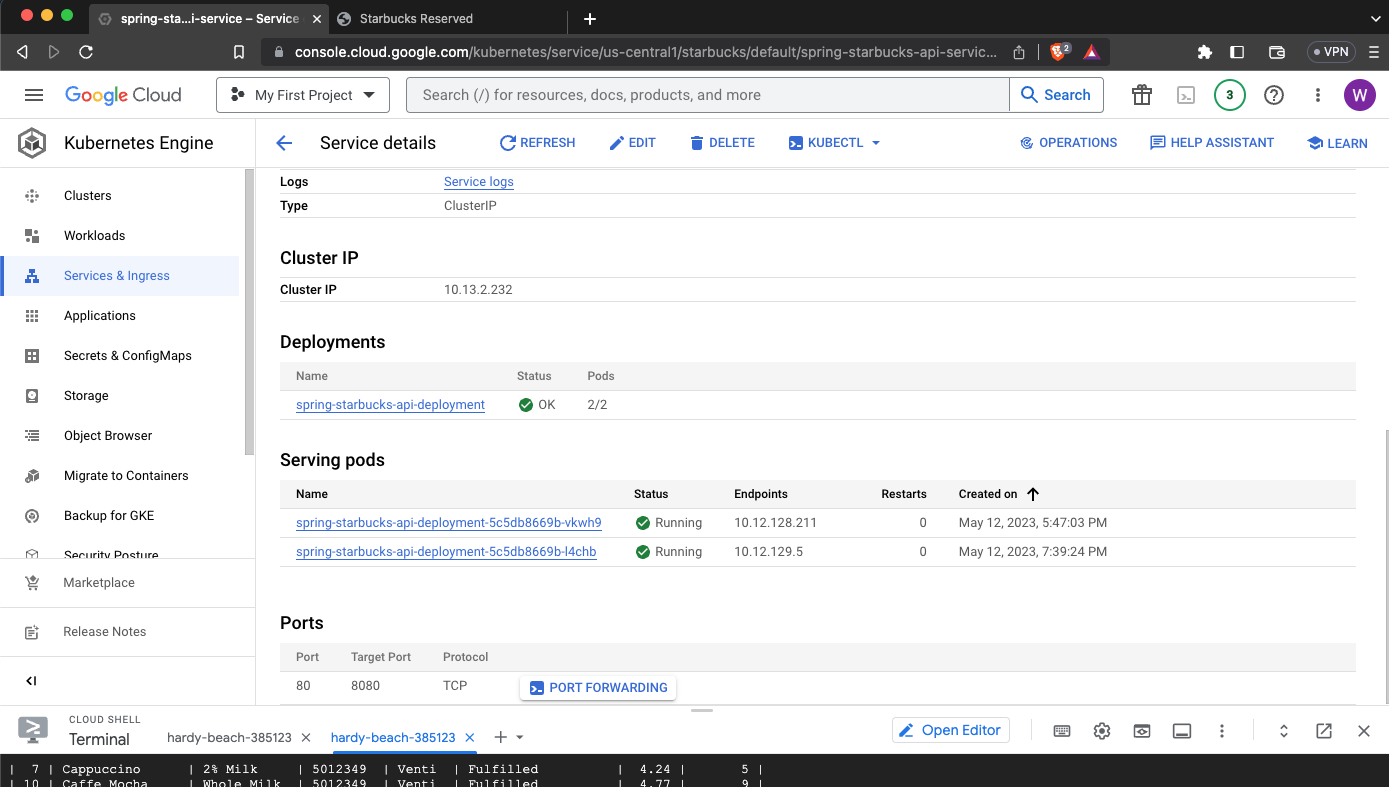 spring-sta...i-service – Service
Starbucks Reserved
console.cloud.google.com/kubernetes/service/us-central1/starbucks/default/spring-starbucks-api-servic...
2
VPN
Google Cloud
My First Project
Search (/) for resources, docs, products, and more
Search
3
W
Kubernetes Engine
Service details
REFRESH
EDIT
DELETE
KUBECTL
OPERATIONS
HELP ASSISTANT
LEARN
Clusters
Workloads
Services & Ingress
Applications
Secrets & ConfigMaps
Storage
Object Browser
Migrate to Containers
Backup for GKE
Security Posture
Marketplace
Release Notes
Logs Service logs
Type ClusterIP
Cluster IP
Cluster IP 10.13.2.232
Deployments
Name Status Pods
spring-starbucks-api-deployment OK 2/2
Serving pods
Name Status Endpoints Restarts Created on
spring-starbucks-api-deployment-5c5db8669b-vkwh9 Running 10.12.128.211 0 May 12, 2023, 5:47:03 PM
spring-starbucks-api-deployment-5c5db8669b-l4chb Running 10.12.129.5 0 May 12, 2023, 7:39:24 PM
Ports
Port Target Port Protocol
80 8080 TCP PORT FORWARDING
CLOUD SHELL
Terminal
hardy-beach-385123
hardy-beach-385123
Open Editor
| 7 | Cappuccino | 2% Milk | 5012349 | Venti | Fulfilled | 4.24 | 5 |
| 10 | Caffe Mocha | Whole Milk | 5012349 | Venti | Fulfilled | 4.77 | 9 |